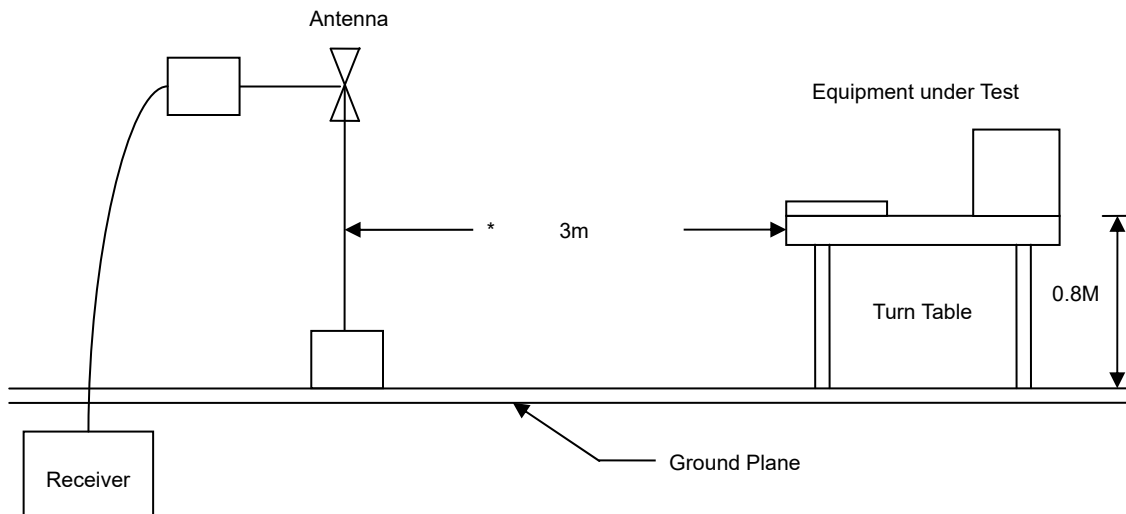 Antenna
Equipment under Test
* 3m
0.8M
Turn Table
Ground Plane
Receiver